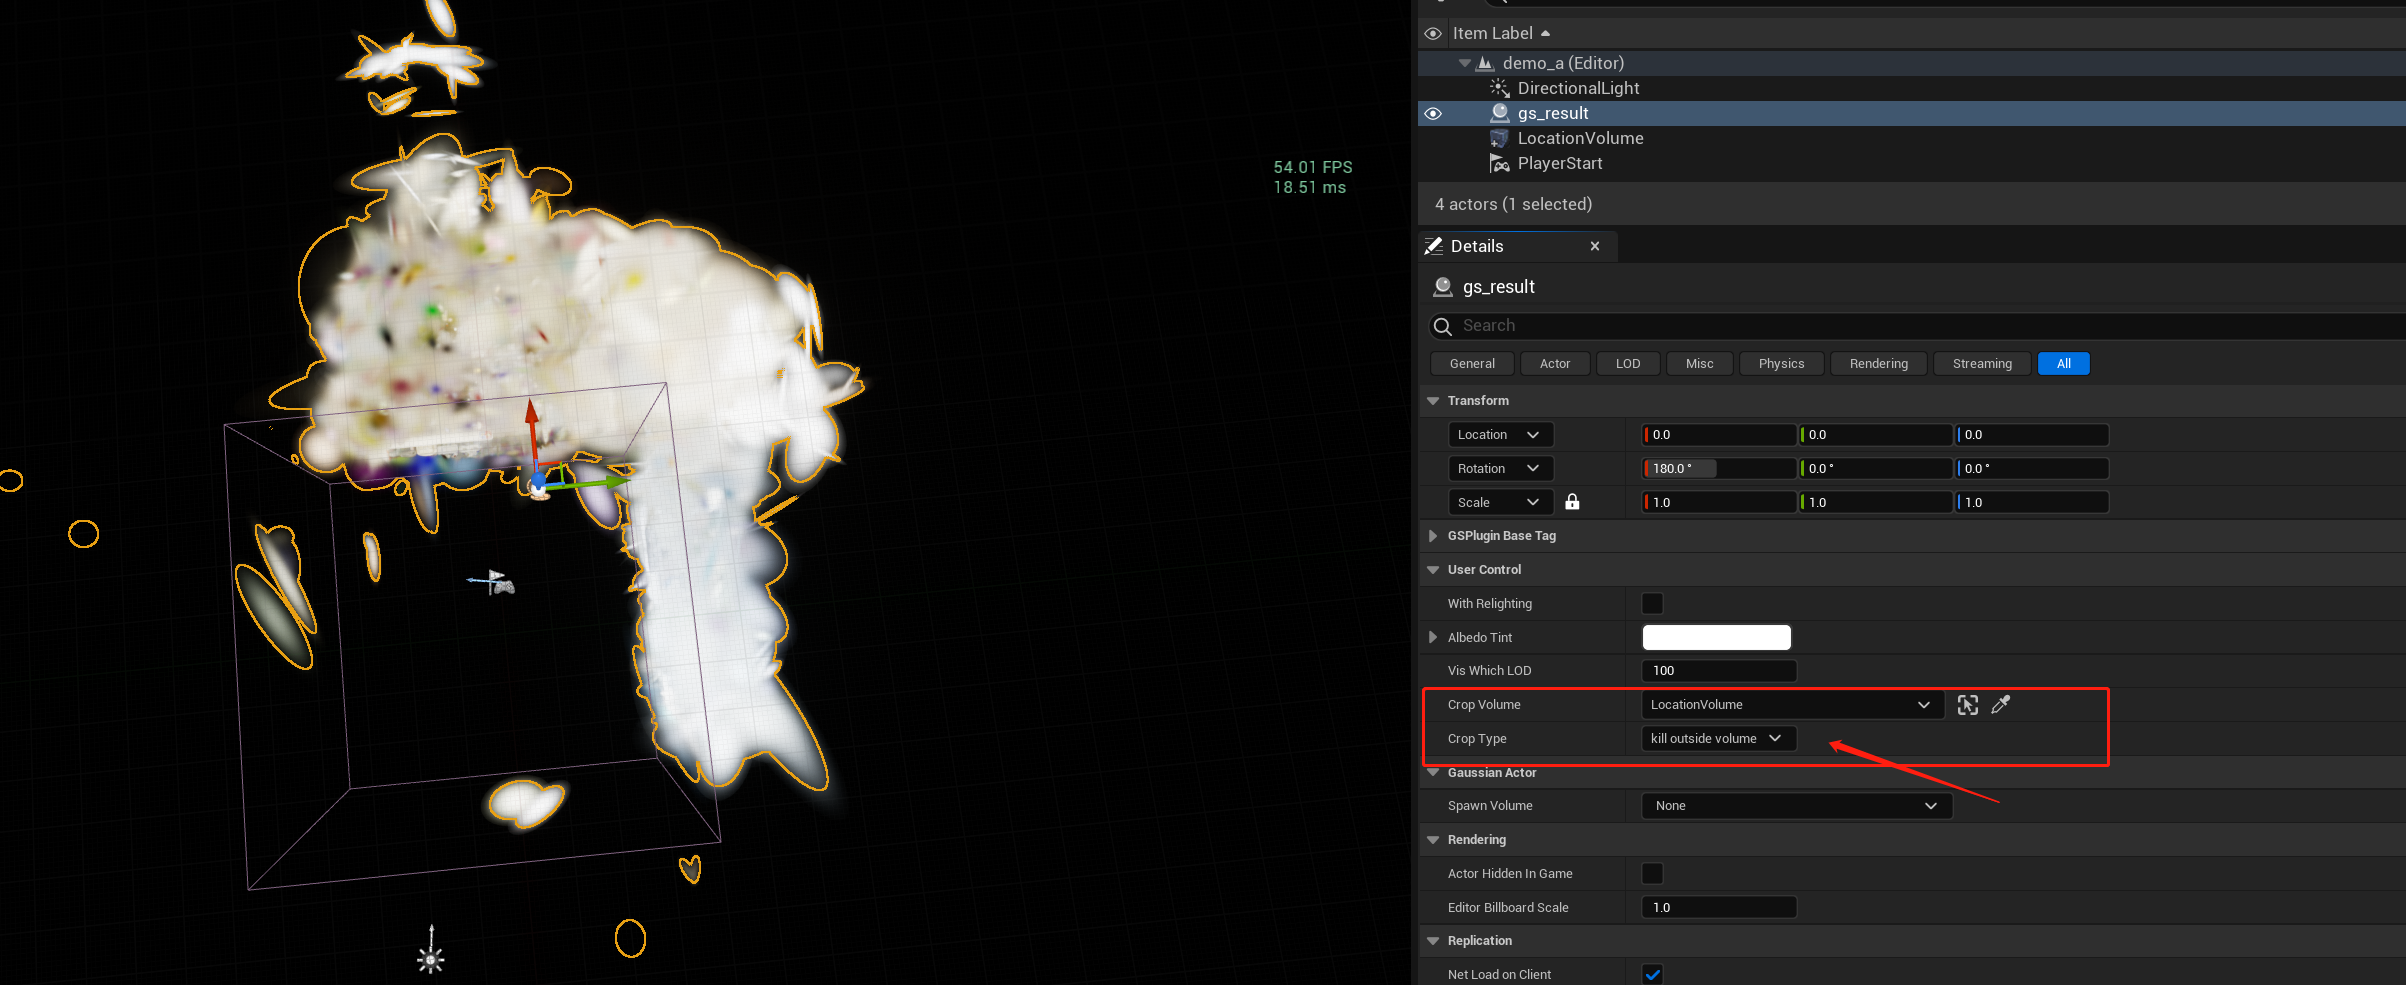 54.01 FPS
18.51 ms
Item Label
demo_a (Editor)
DirectionalLight
gs_result
LocationVolume
PlayerStart
4 actors (1 selected)
Details
gs_result
Search
General Actor LOD Misc Physics Rendering Streaming All
Transform
Location 0.0 0.0 0.0
Rotation 180.0 ° 0.0 ° 0.0 °
Scale 1.0 1.0 1.0
GSPlugin Base Tag
User Control
With Relighting
Albedo Tint
Vis Which LOD 100
Crop Volume LocationVolume
Crop Type kill outside volume
Gaussian Actor
Spawn Volume None
Rendering
Actor Hidden In Game
Editor Billboard Scale 1.0
Replication
Net Load on Client